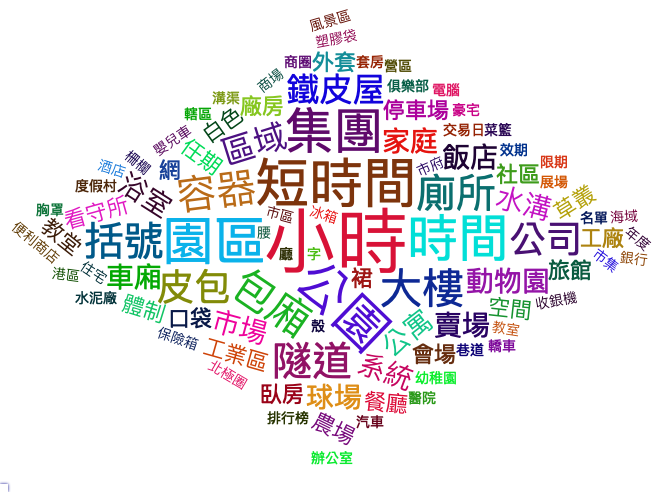 風景區
塑膠袋
商圈
外套
套房
營區
商場
鐵皮屋
俱樂部
電腦
溝渠
廠房
集團
停車場
豪宅
轄區
白色
區域
家庭
交易日
菜籃
嬰兒車
任期
短時間
飯店
效期
柵欄
網
市府
限期
酒店
浴室
容器
廁所
社區
展場
度假村
水溝
草叢
胸罩
看守所
市區
冰箱
名單
海域
便利商店
教堂
括號
園區
腰
小時
時間
公司
工廠
年度
廳
字
市集
銀行
港區
住宅
車廂
皮包
包廂
公園
裙
大樓
動物園
旅館
水泥廠
體制
口袋
市場
殼
空間
收銀機
保險箱
工業區
公寓
賣場
教室
隧道
會場
巷道
轎車
北極圈
系統
幼稚園
臥房
球場
餐廳
醫院
排行榜
農場
汽車
辦公室